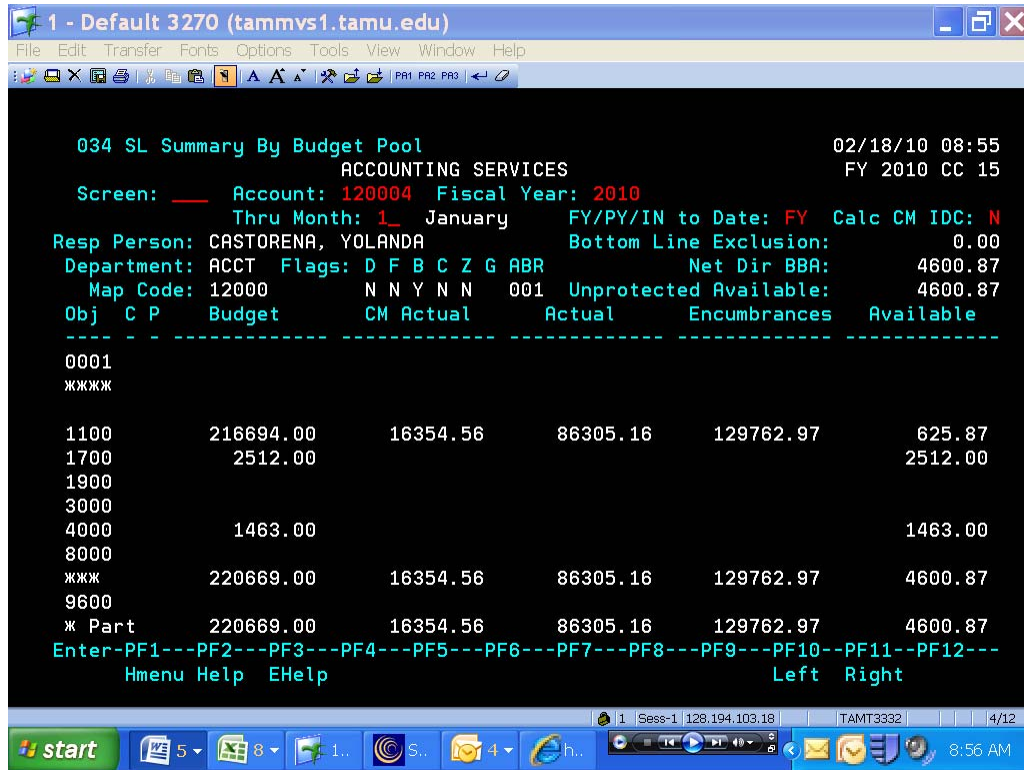 1 - Default 3270 (tammvs1.tamu.edu)
File Edit Transfer Fonts Options Tools View Window Help
A A A PA1 PA2 PA3
034 SL Summary By Budget Pool 02/18/10 08:55
ACCOUNTING SERVICES FY 2010 CC 15
Screen: ___ Account: 120004 Fiscal Year: 2010
Thru Month: 1_ January FY/PY/IN to Date: FY Calc CM IDC: N
Resp Person: CASTORENA, YOLANDA Bottom Line Exclusion: 0.00
Department: ACCT Flags: D F B C Z G ABR Net Dir BBA: 4600.87
Map Code: 12000 N N Y N N 001 Unprotected Available: 4600.87
Obj C P Budget CM Actual Actual Encumbrances Available
---- - - ------------- ------------- ------------- ------------- -------------
0001
****
1100 216694.00 16354.56 86305.16 129762.97 625.87
1700 2512.00 2512.00
1900
3000
4000 1463.00 1463.00
8000
*** 220669.00 16354.56 86305.16 129762.97 4600.87
9600
* Part 220669.00 16354.56 86305.16 129762.97 4600.87
Enter-PF1---PF2---PF3---PF4---PF5---PF6---PF7---PF8---PF9---PF10--PF11--PF12---
Hmenu Help EHelp Left Right
1 Sess-1 128.194.103.18 TAMT3332 4/12
start 5 8 1.. S.. 4 h.. 8:56 AM